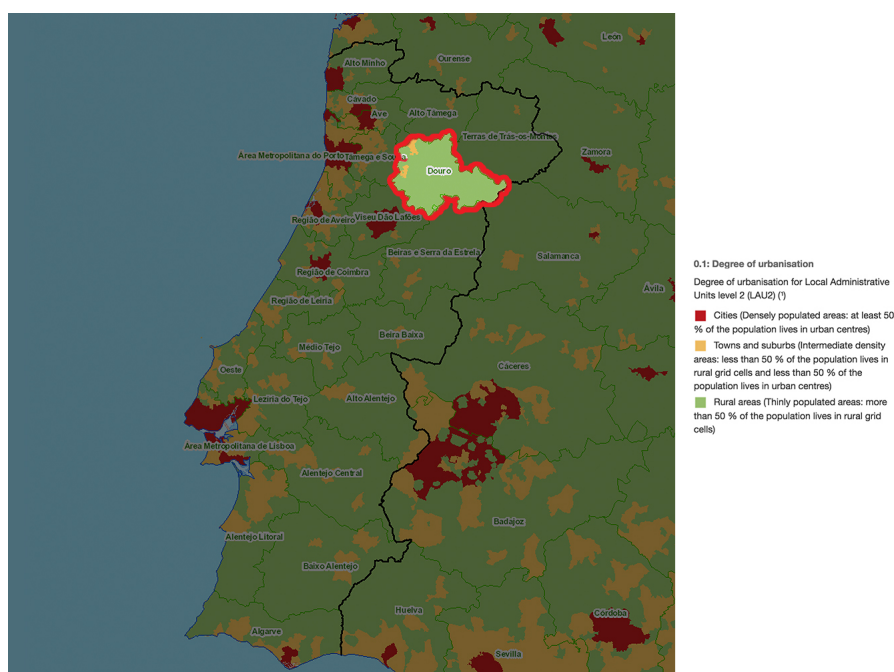 León
Alto Minho
Ourense
Cavado
Ave
Alto Tâmega
Terras de Trás-os-Montes
Área Metropolitana do Porto
Tâmega e Sousa
Zamora
Douro
Região de Aveiro
Viseu Dão Lafões
Beiras e Serra da Estrela
Salamanca
Região de Coimbra
Ávila
Região de Leiria
Beira Baixa
Médio Tejo
Oeste
Cáceres
Lezíria do Tejo
Alto Alentejo
Área Metropolitana de Lisboa
Alentejo Central
Badajoz
Alentejo Litoral
Baixo Alentejo
Huelva
Córdoba
Algarve
Sevilla
0.1: Degree of urbanisation
Degree of urbanisation for Local Administrative
Units level 2 (LAU2) (¹)
Cities (Densely populated areas: at least 50
% of the population lives in urban centres)
Towns and suburbs (Intermediate density
areas: less than 50 % of the population lives in
rural grid cells and less than 50 % of the
population lives in urban centres)
Rural areas (Thinly populated areas: more
than 50 % of the population lives in rural grid
cells)